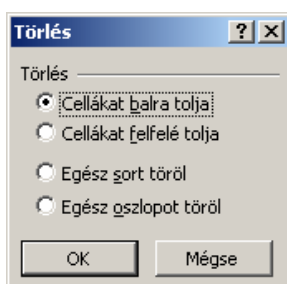 Törlés
Törlés
Cellákat balra tolja
Cellákat felfelé tolja
Egész sort töröl
Egész oszlopot töröl
OK Mégse